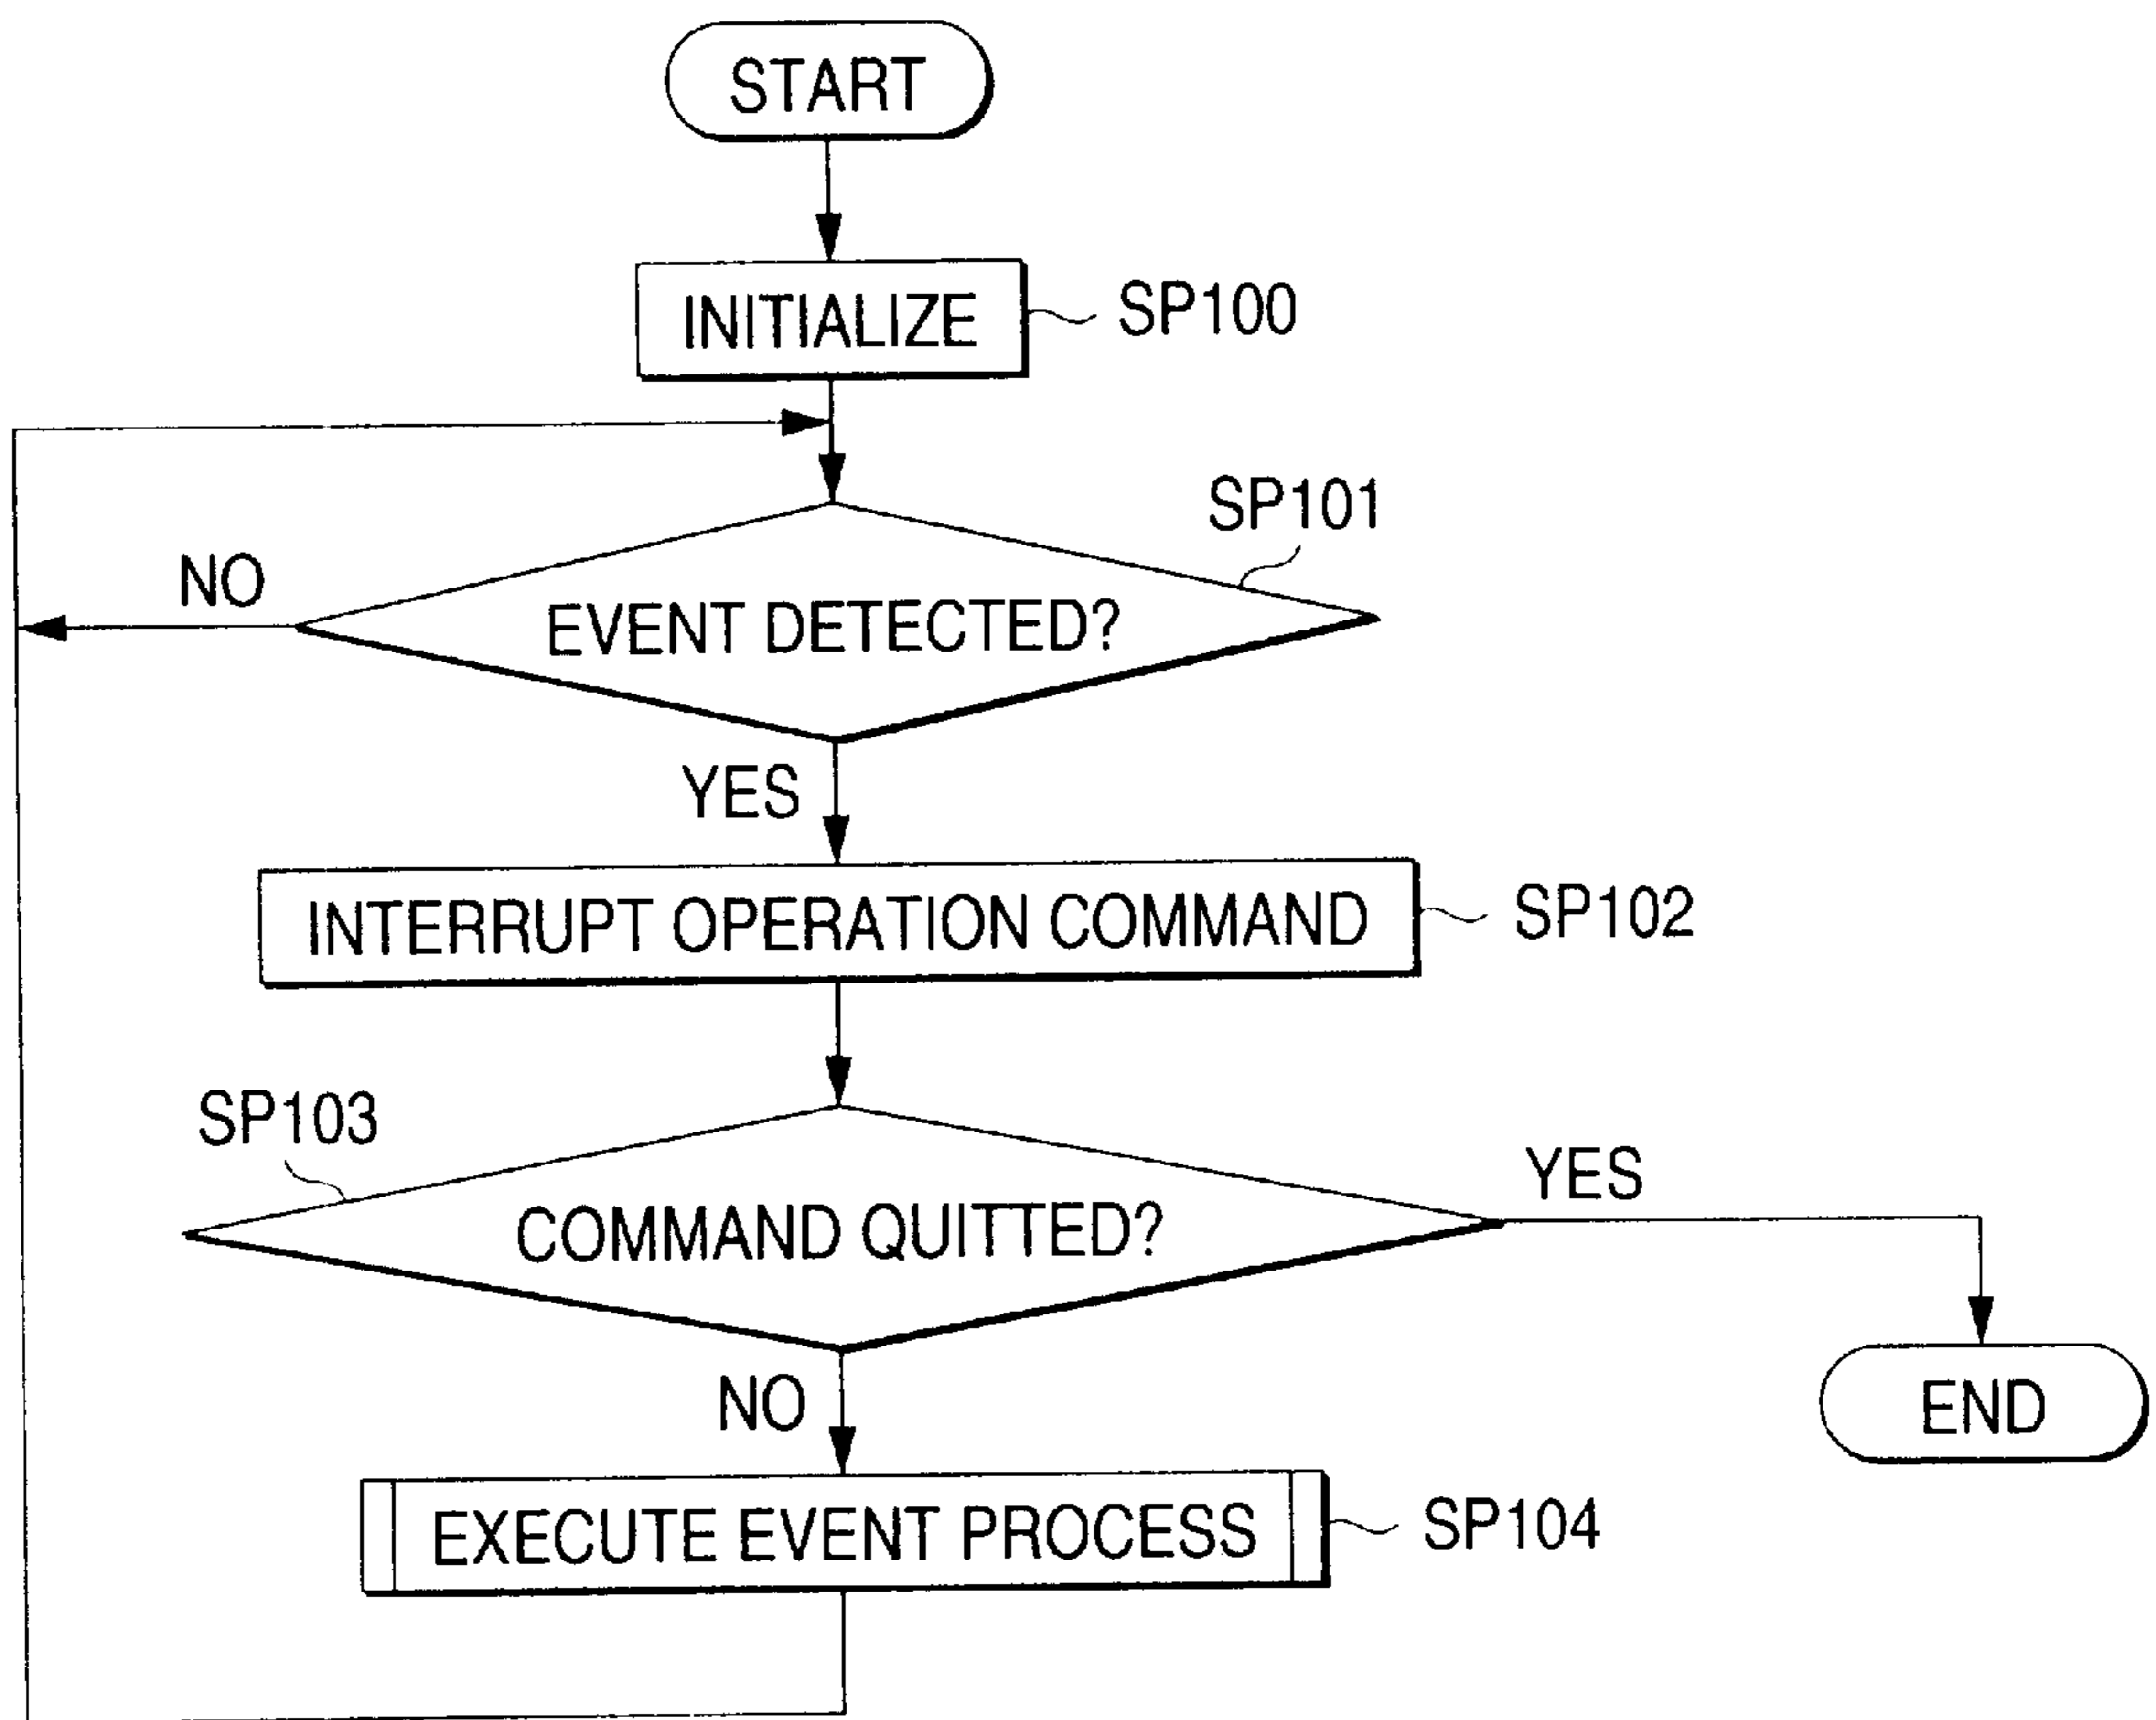 START
INITIALIZE
SP100
SP101
NO
EVENT DETECTED?
YES
INTERRUPT OPERATION COMMAND
SP102
SP103
YES
COMMAND QUITTED?
NO
END
EXECUTE EVENT PROCESS
SP104